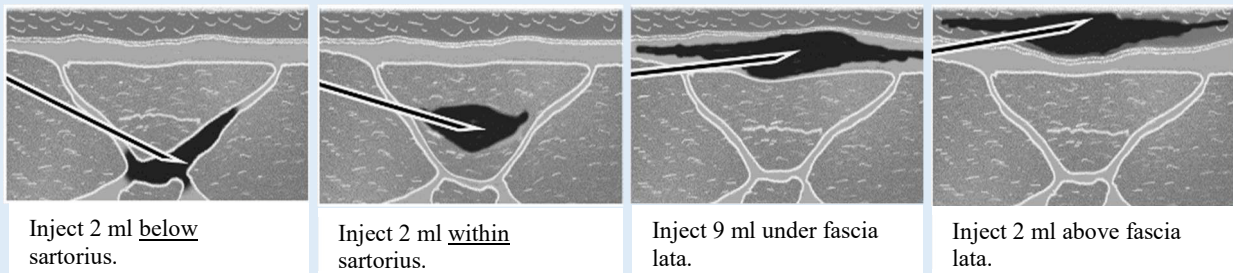 Inject 2 ml below
sartorius.
Inject 2 ml within
sartorius.
Inject 9 ml under fascia
lata.
Inject 2 ml above fascia
lata.